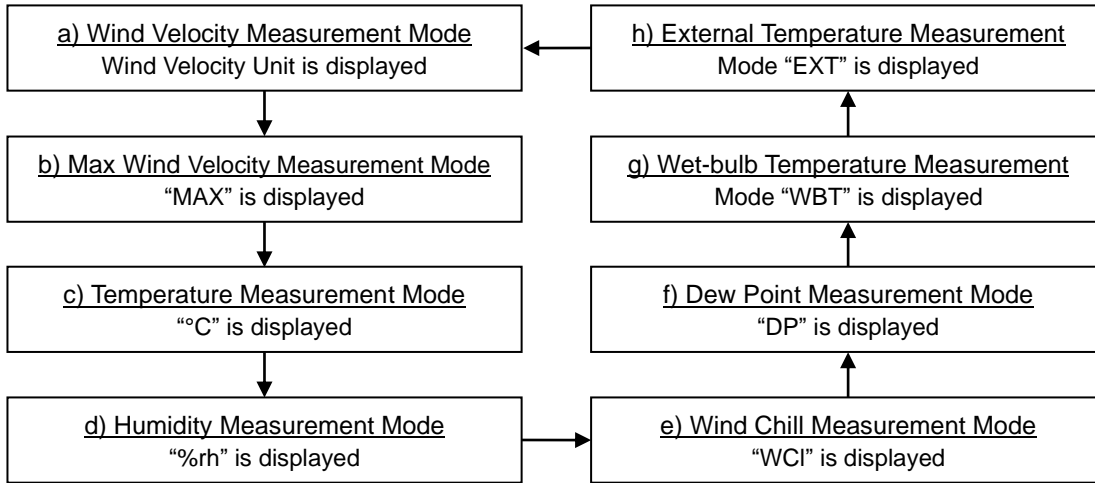 a) Wind Velocity Measurement Mode
Wind Velocity Unit is displayed
b) Max Wind Velocity Measurement Mode
“MAX” is displayed
c) Temperature Measurement Mode
“°C” is displayed
d) Humidity Measurement Mode
“%rh” is displayed
e) Wind Chill Measurement Mode
“WCI” is displayed
f) Dew Point Measurement Mode
“DP” is displayed
g) Wet-bulb Temperature Measurement
Mode “WBT” is displayed
h) External Temperature Measurement
Mode “EXT” is displayed